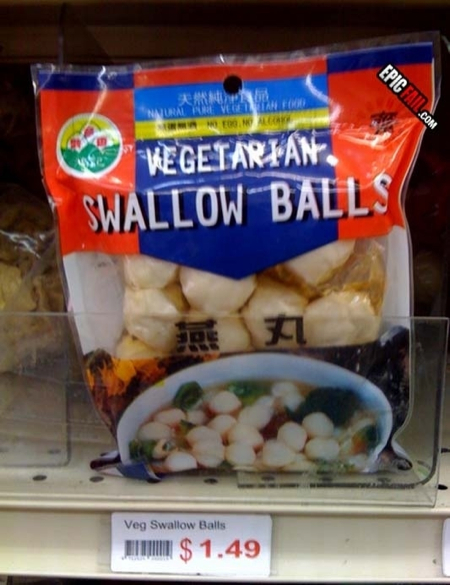 EPIC FAIL.COM
天然純淨食品
NATURAL PURE VEGETARIAN FOOD
NO EGG, NO ALCOHOL
VEGETARIAN
SWALLOW BALLS
燕丸
Veg Swallow Balls
$1.49